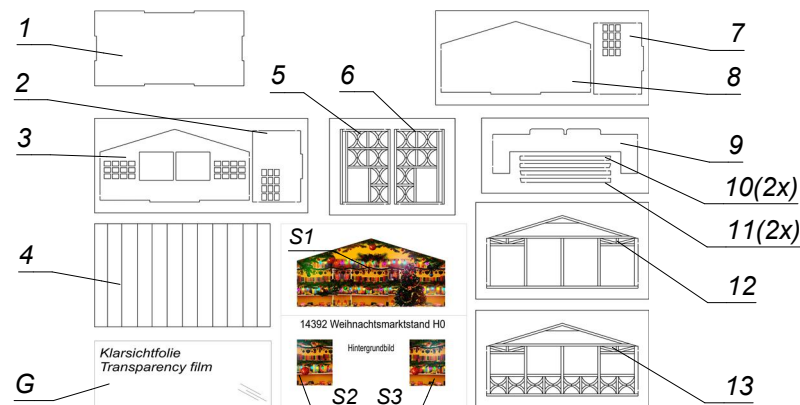 1
2
3
4
G
5
6
7
8
9
10(2x)
11(2x)
12
13
S1
14392 Weihnachtsmarktstand H0
Hintergrundbild
S2 S3
Klarsichtfolie
Transparency film